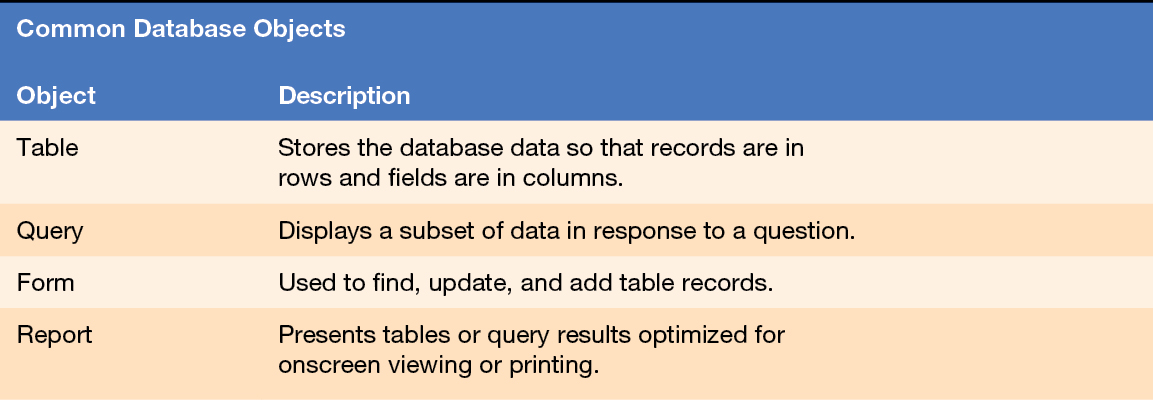 Common Database Objects
Object Description
Table Stores the database data so that records are in
rows and fields are in columns.
Query Displays a subset of data in response to a question.
Form Used to find, update, and add table records.
Report Presents tables or query results optimized for
onscreen viewing or printing.